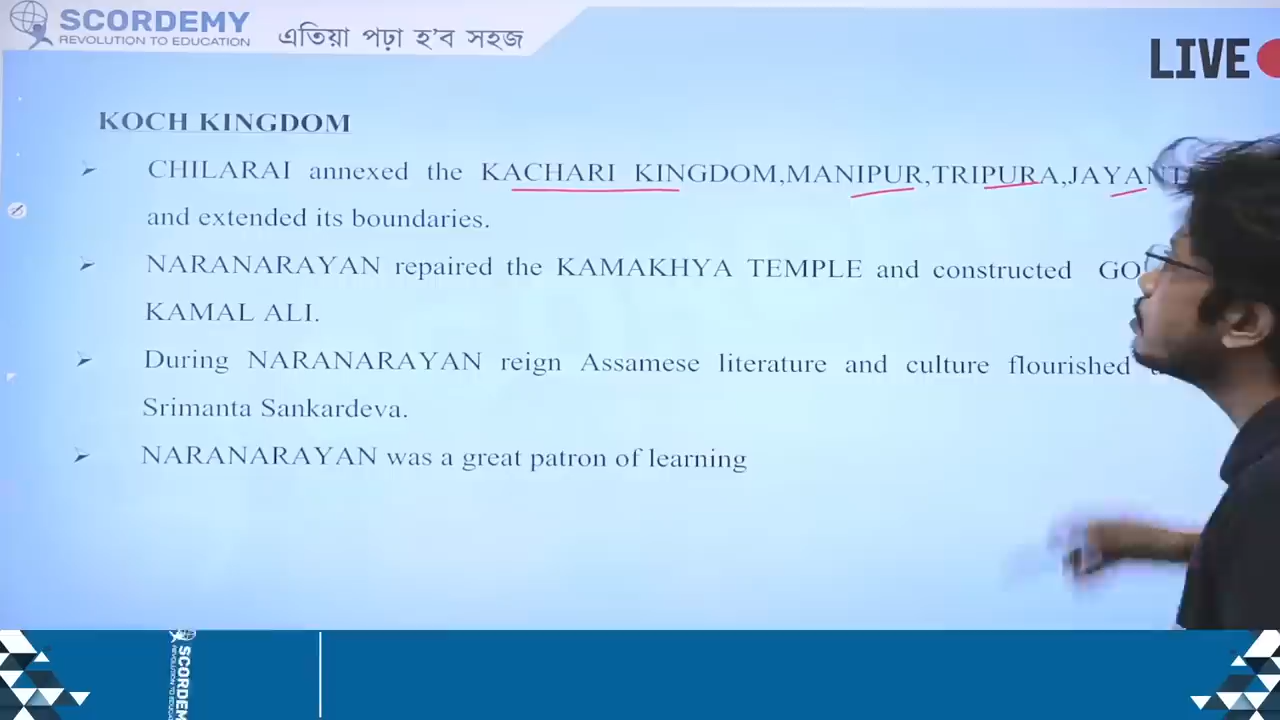 SCORDEMY
REVOLUTION TO EDUCATION
এতিয়া পঢ়া হ'ব সহজ
LIVE
KOCH KINGDOM
➢ CHILARAI annexed the KACHARI KINGDOM,MANIPUR,TRIPURA,
and extended its boundaries.
➢ NARANARAYAN repaired the KAMAKHYA TEMPLE and constructed
KAMAL ALI.
➢ During NARANARAYAN reign Assamese literature and culture flourished
Srimanta Sankardeva.
➢ NARANARAYAN was a great patron of learning